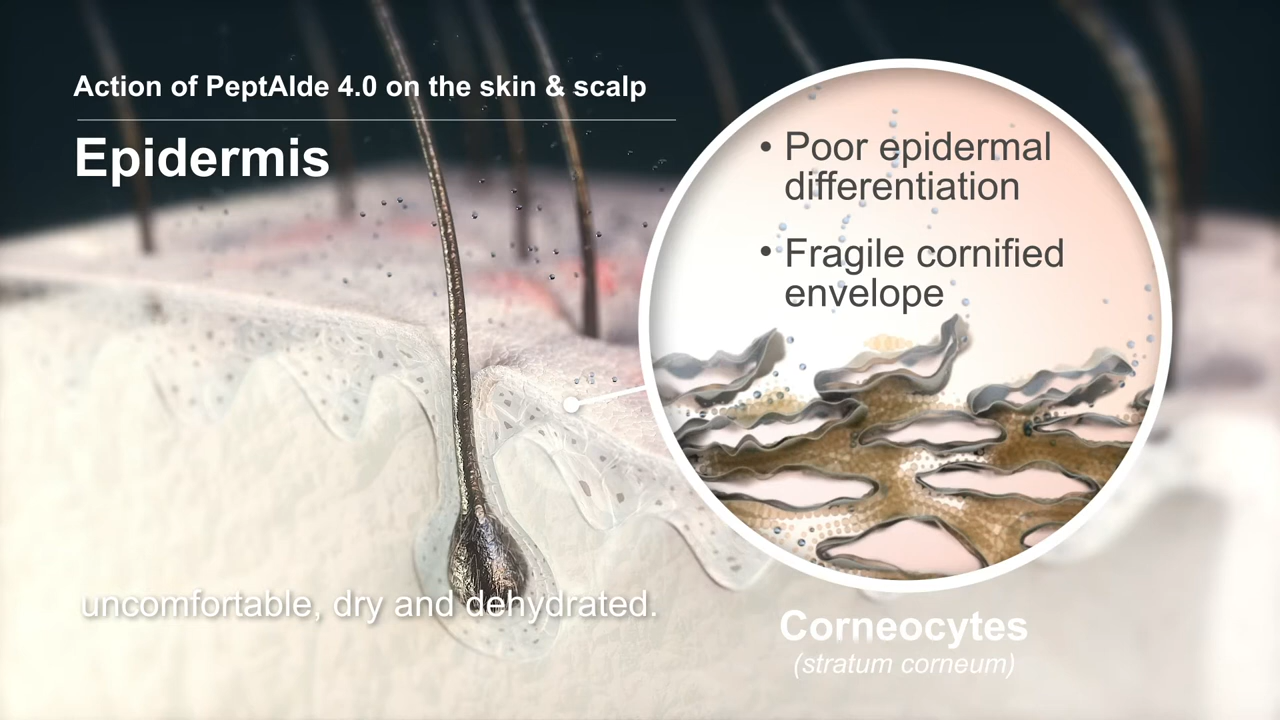 Action of PeptAIde 4.0 on the skin & scalp
Epidermis
• Poor epidermal
differentiation
• Fragile cornified
envelope
uncomfortable, dry and dehydrated.
Corneocytes
(stratum corneum)